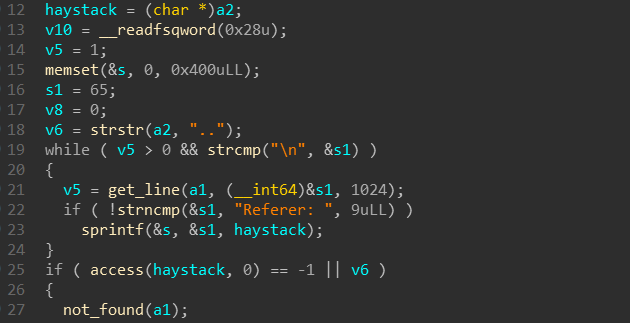 12 haystack = (char *)a2;
13 v10 = __readfsqword(0x28u);
14 v5 = 1;
15 memset(&s, 0, 0x400uLL);
16 s1 = 65;
17 v8 = 0;
18 v6 = strstr(a2, "..");
19 while ( v5 > 0 && strcmp("\n", &s1) )
20 {
21 v5 = get_line(a1, (__int64)&s1, 1024);
22 if ( !strncmp(&s1, "Referer: ", 9uLL) )
23 sprintf(&s, &s1, haystack);
24 }
25 if ( access(haystack, 0) == -1 || v6 )
26 {
27 not_found(a1);